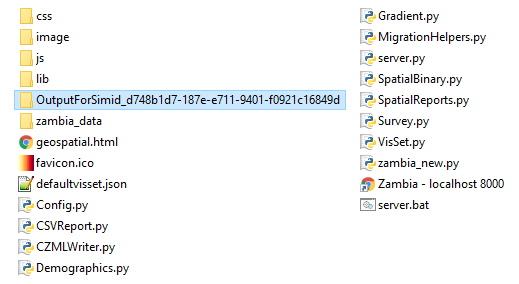 css
image
js
lib
OutputForSimid_d748b1d7-187e-e711-9401-f0921c16849d
zambia_data
geospatial.html
favicon.ico
defaultvisset.json
Config.py
CSVReport.py
CZMLWriter.py
Demographics.py
Gradient.py
MigrationHelpers.py
server.py
SpatialBinary.py
SpatialReports.py
Survey.py
VisSet.py
zambia_new.py
Zambia - localhost 8000
server.bat